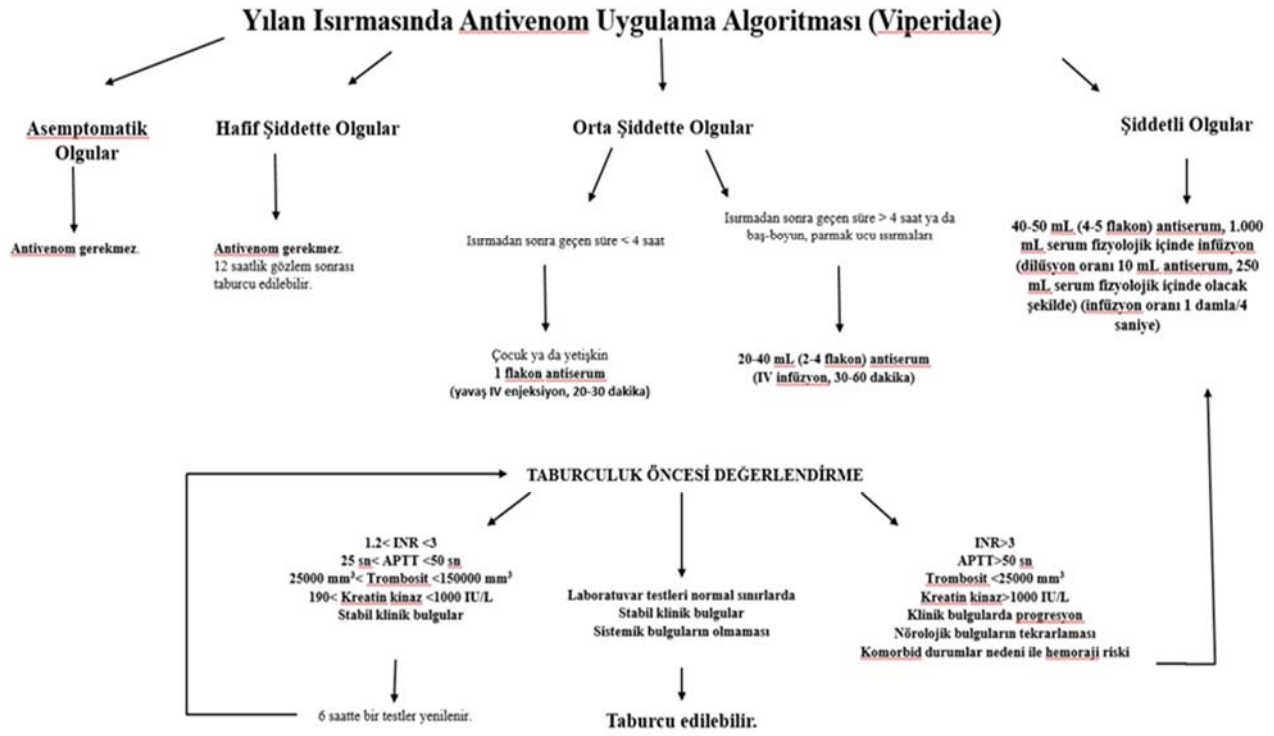 Yılan Isırmasında Antivenom Uygulama Algoritması (Viperidae)
Asemptomatik
Olgular
Antivenom gerekmez.
Hafif Şiddette Olgular
Antivenom gerekmez.
12 saatlik gözlem sonrası
taburcu edilebilir.
Orta Şiddette Olgular
Isırmadan sonra geçen süre < 4 saat
Çocuk ya da yetişkin
1 flakon antiserum
(yavaş IV enjeksiyon, 20-30 dakika)
Isırmadan sonra geçen süre > 4 saat ya da
baş-boyun, parmak ucu ısırmaları
20-40 mL (2-4 flakon) antiserum
(IV infüzyon, 30-60 dakika)
Şiddetli Olgular
40-50 mL (4-5 flakon) antiserum, 1.000
mL serum fizyolojik içinde infüzyon
(dilüsyon oranı 10 mL antiserum, 250
mL serum fizyolojik içinde olacak
şekilde) (infüzyon oranı 1 damla/4
saniye)
TABURCULUK ÖNCESİ DEĞERLENDİRME
1.2< INR <3
25 sn< APTT <50 sn
25000 mm³< Trombosit <150000 mm³
190< Kreatin kinaz <1000 IU/L
Stabil klinik bulgular
6 saatte bir testler yenilenir.
Laboratuvar testleri normal sınırlarda
Stabil klinik bulgular
Sistemik bulguların olmaması
Taburcu edilebilir.
INR>3
APTT>50 sn
Trombosit <25000 mm³
Kreatin kinaz>1000 IU/L
Klinik bulgularda progresyon
Nörolojik bulguların tekrarlaması
Komorbid durumlar nedeni ile hemoraji riski